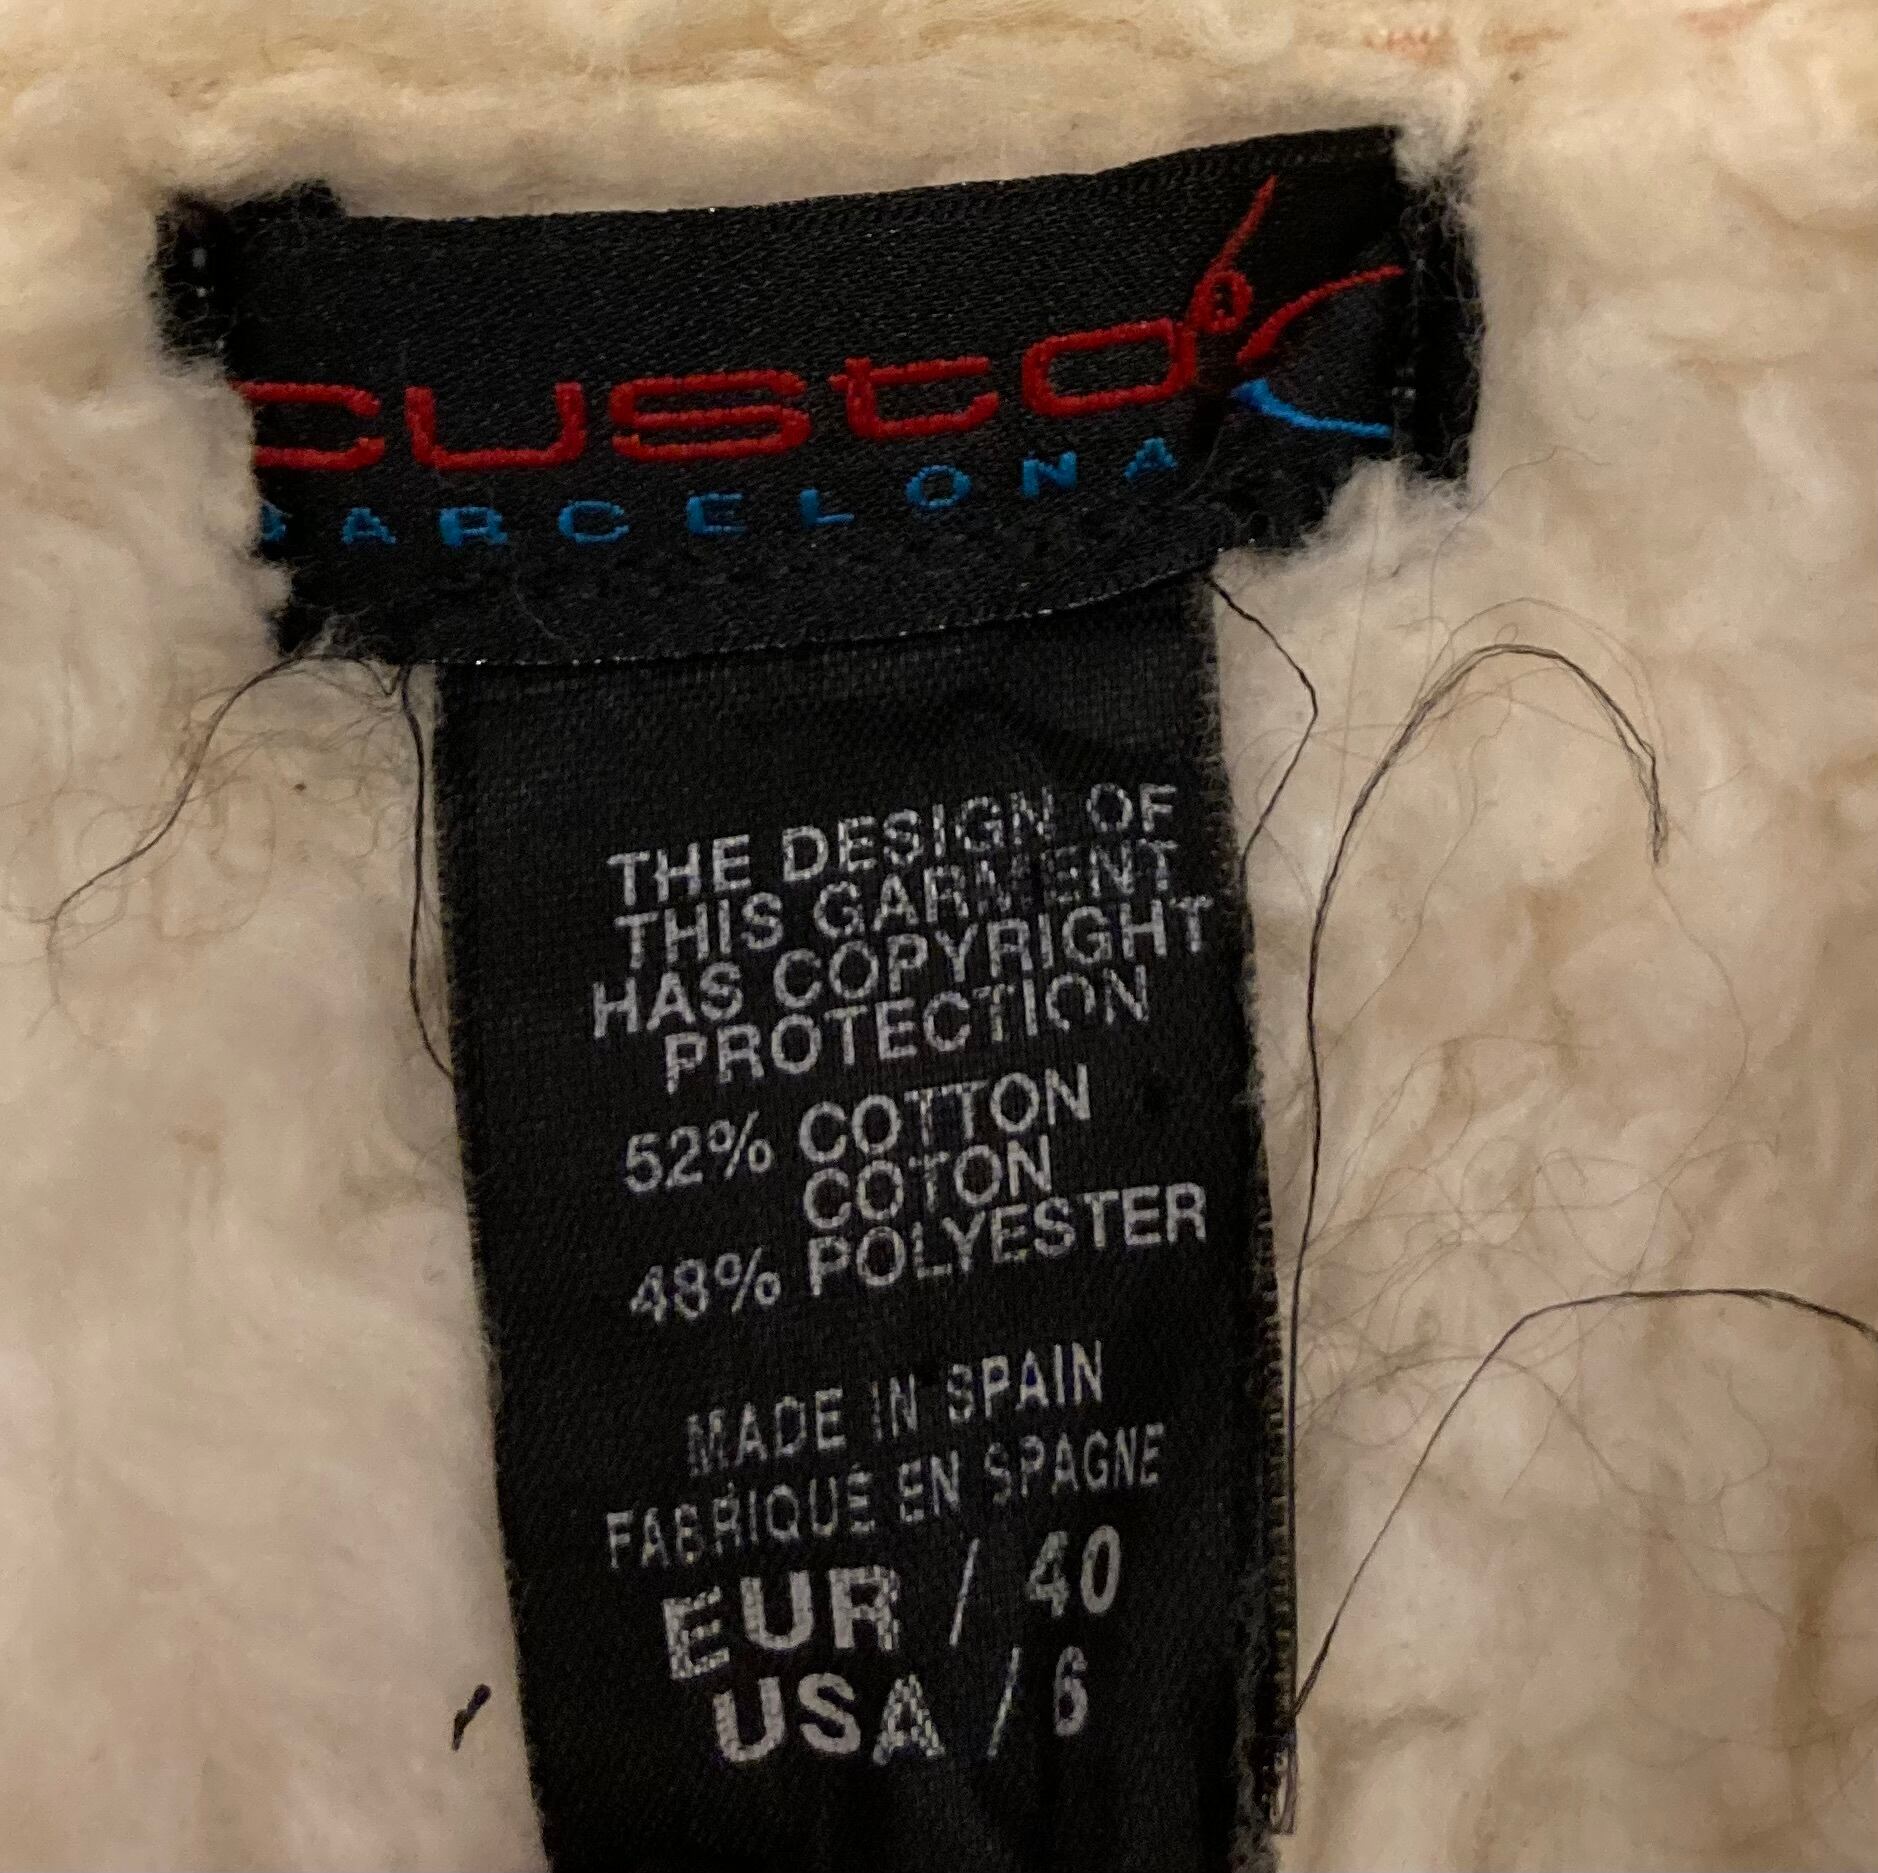 custo®
BARCELONA
THE DESIGN OF
THIS GARMENT
HAS COPYRIGHT
PROTECTION
52% COTTON
COTON
48% POLYESTER
MADE IN SPAIN
FABRIQUÉ EN SPAGNE
EUR / 40
USA / 6